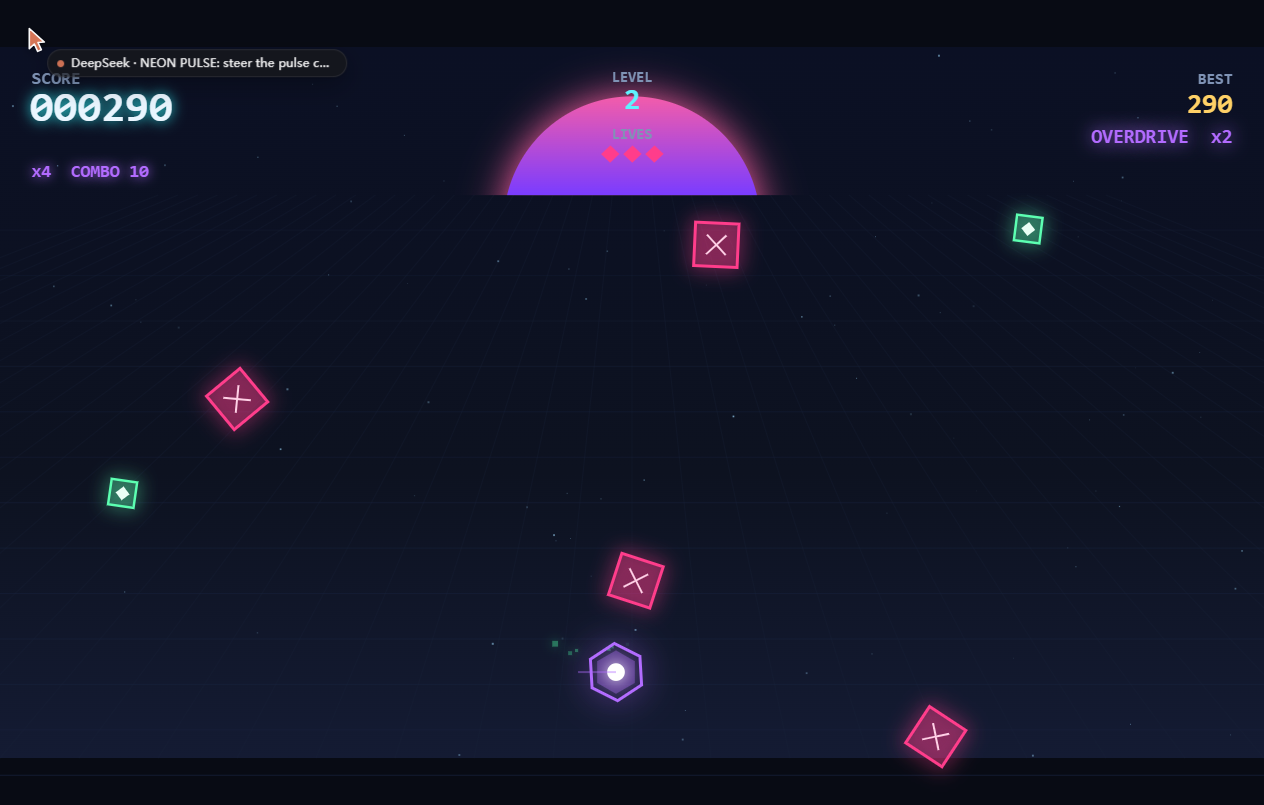 DeepSeek · NEON PULSE: steer the pulse c...
SCORE
000290
x4 COMBO 10
LEVEL
2
LIVES
BEST
290
OVERDRIVE x2